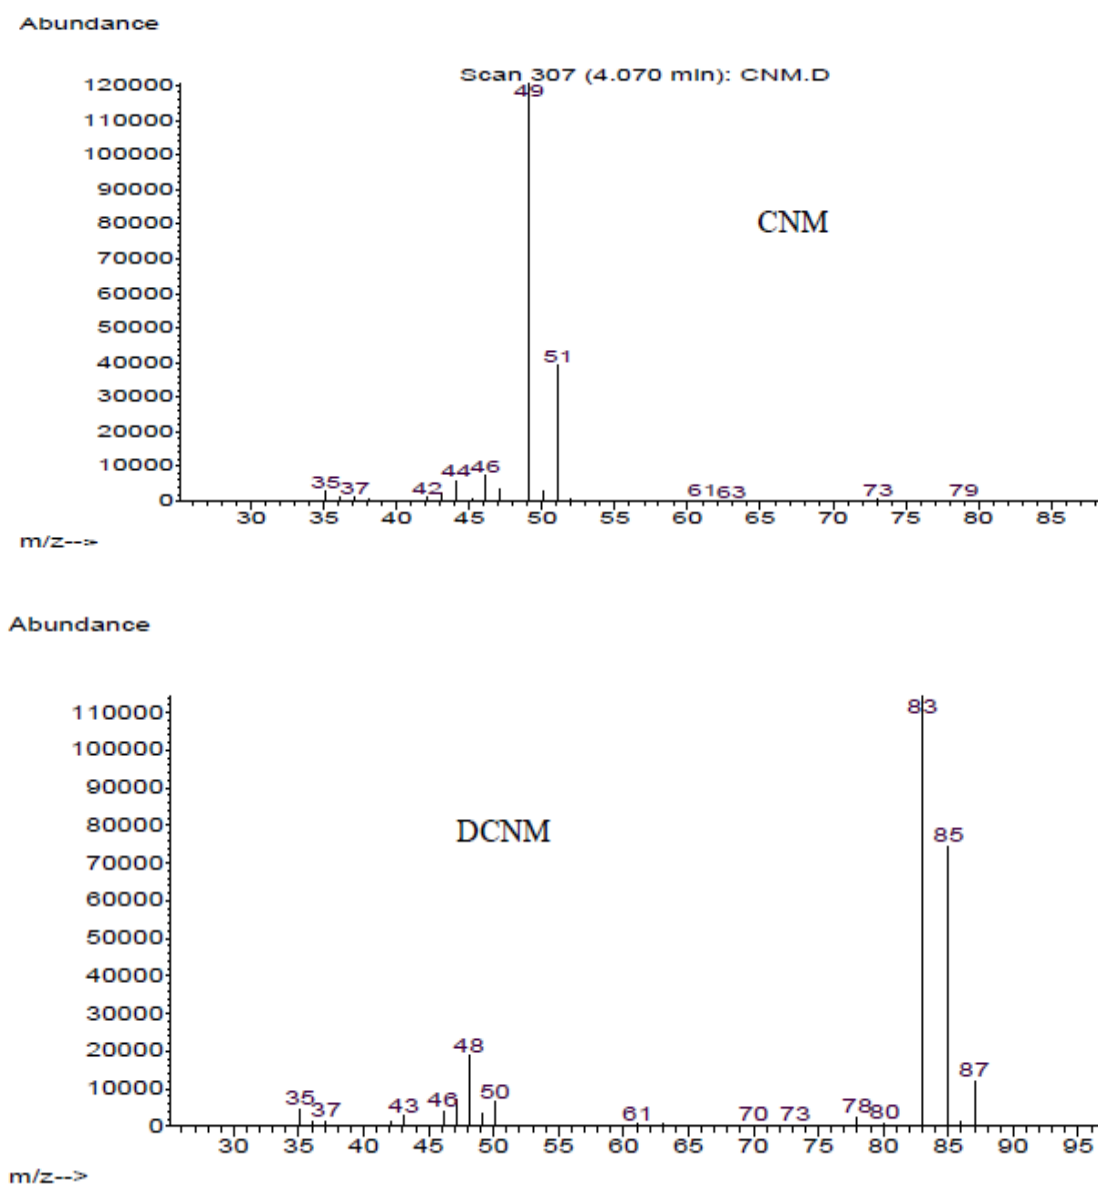 Abundance
Scan 307 (4.070 min): CNM.D
120000
49
110000
100000
90000
80000
CNM
70000
60000
50000
40000
51
30000
20000
10000
35 37 42 44 46 61 63 73 79
0
30 35 40 45 50 55 60 65 70 75 80 85
m/z-->
Abundance
110000
83
100000
90000
80000
DCNM
85
70000
60000
50000
40000
30000
20000
48
87
10000
35 37 43 46 50 61 70 73 78 80
0
30 35 40 45 50 55 60 65 70 75 80 85 90 95
m/z-->